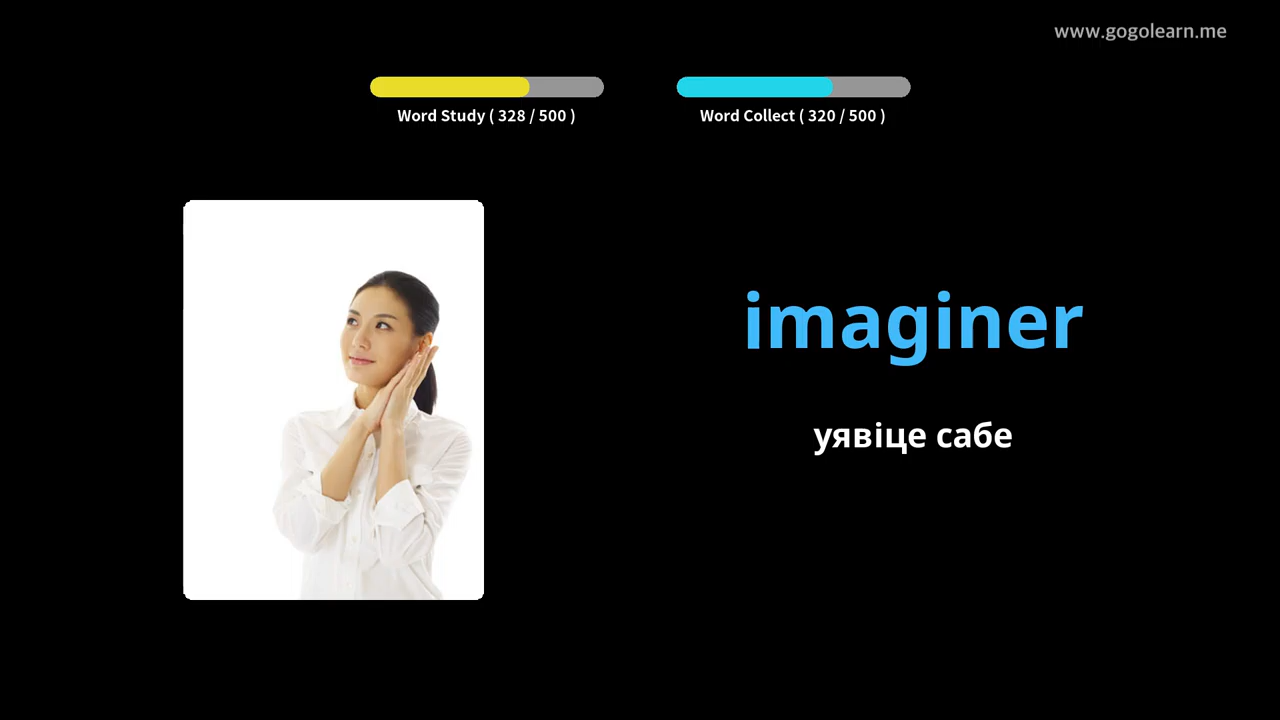 www.gogolearn.me
Word Study ( 328 / 500 )
Word Collect ( 320 / 500 )
imaginer
уявіце сабе